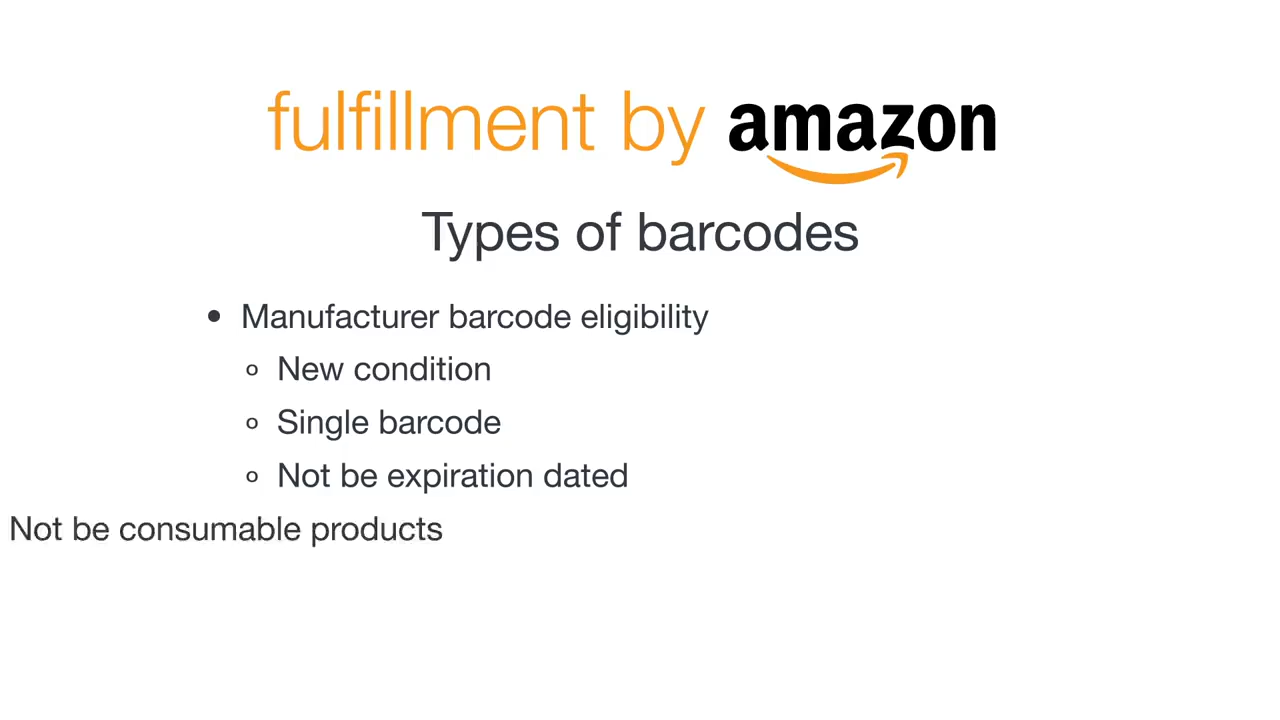 fulfillment by amazon
Types of barcodes
• Manufacturer barcode eligibility
◦ New condition
◦ Single barcode
◦ Not be expiration dated
Not be consumable products